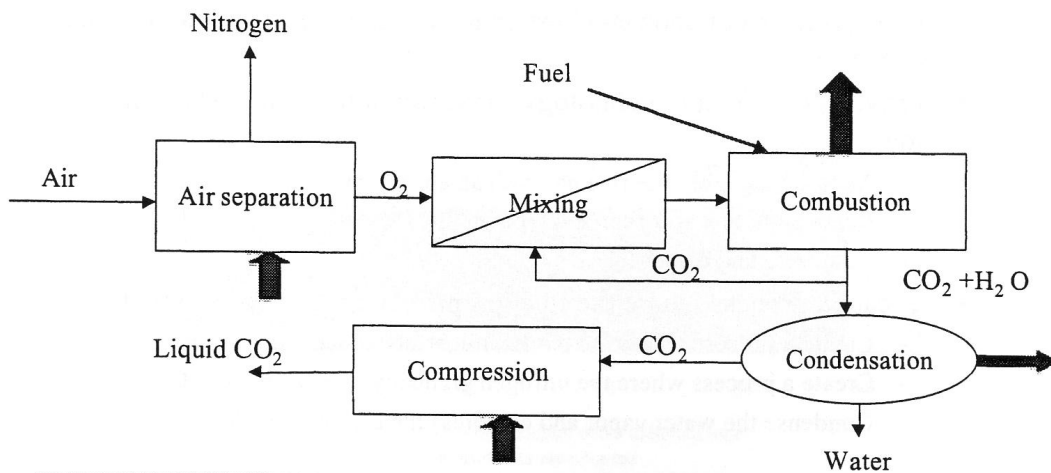 Nitrogen
Fuel
Air
Air separation
O₂
Mixing
Combustion
CO₂
CO₂ +H₂ O
Liquid CO₂
Compression
CO₂
Condensation
Water